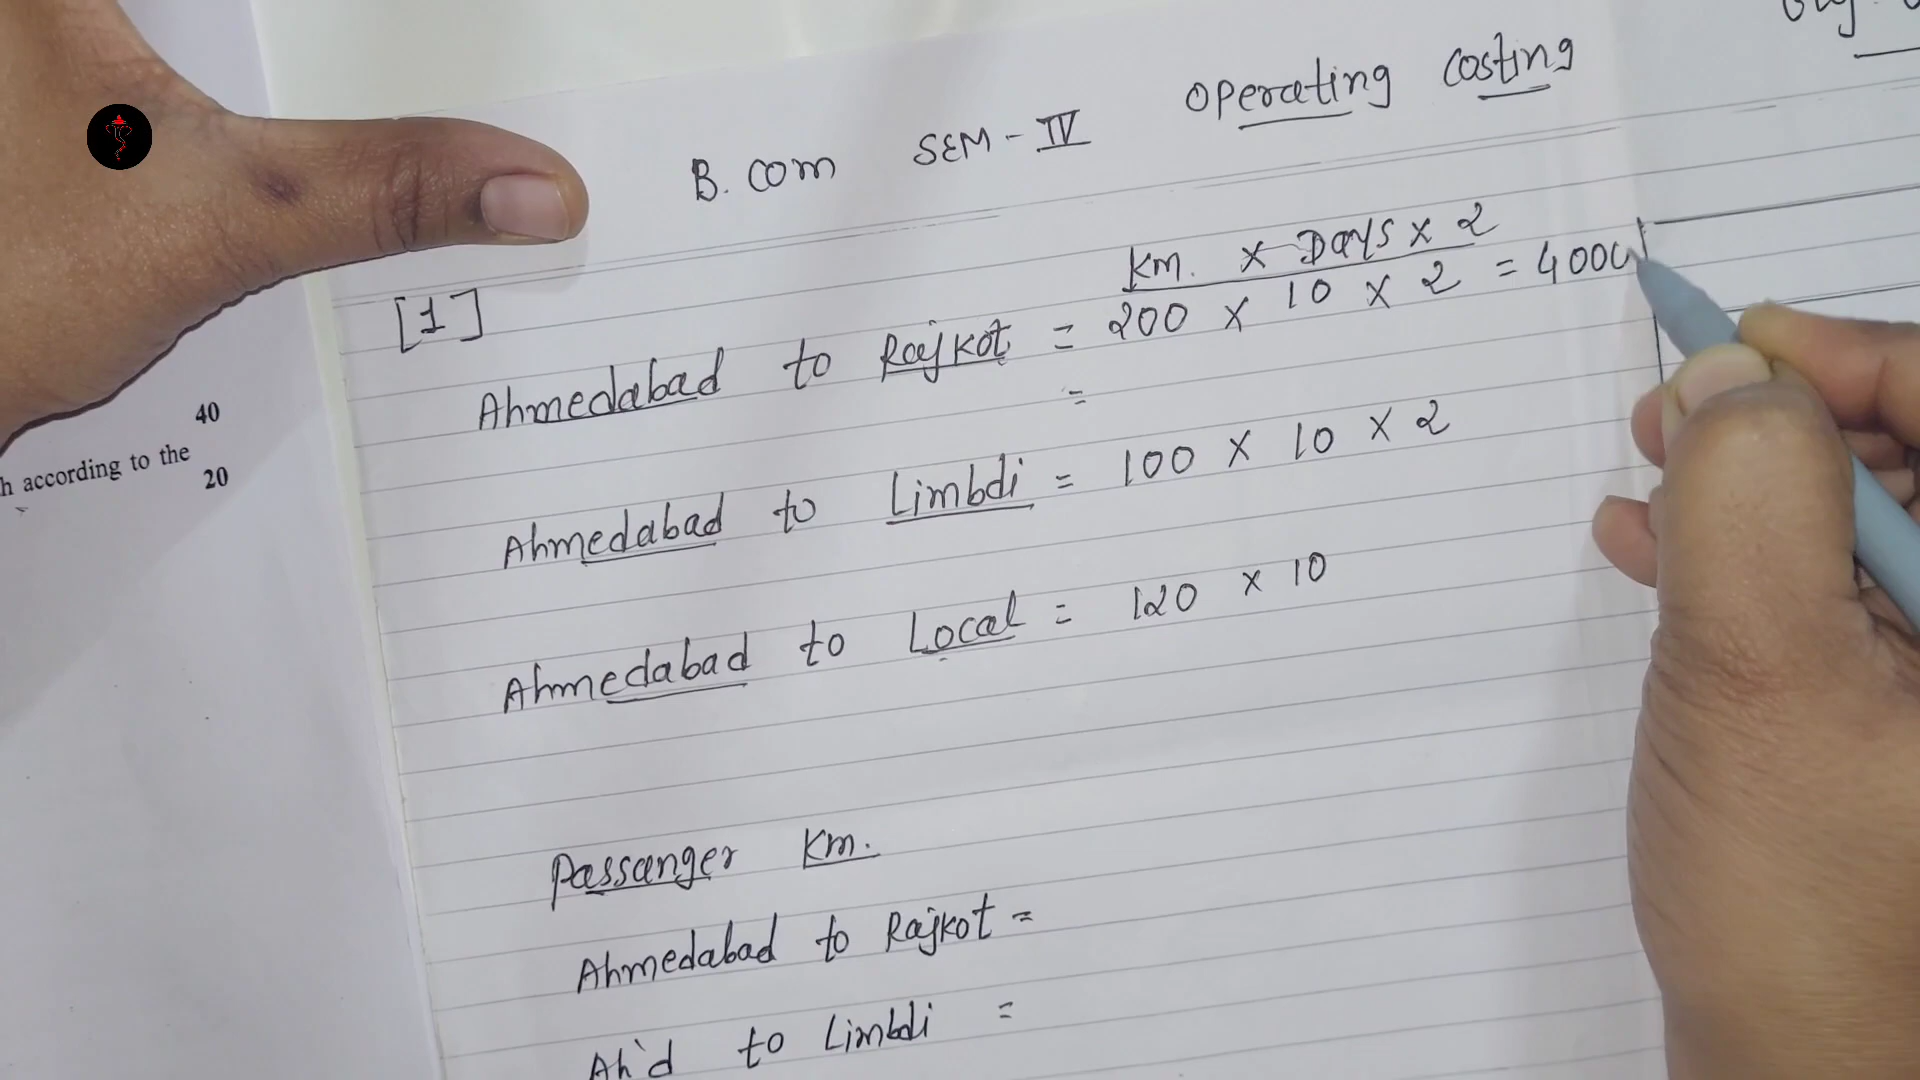 Operating Costing
B. com SEM - IV
Km. x Days x 2
[1]
Ahmedabad to Rajkot = 200 x 10 x 2 = 4000
=
Ahmedabad to Limbdi = 100 x 10 x 2
Ahmedabad to Local = 120 x 10
Passanger Km.
Ahmedabad to Rajkot =
Ah'd to Limbdi =
40
h according to the
20